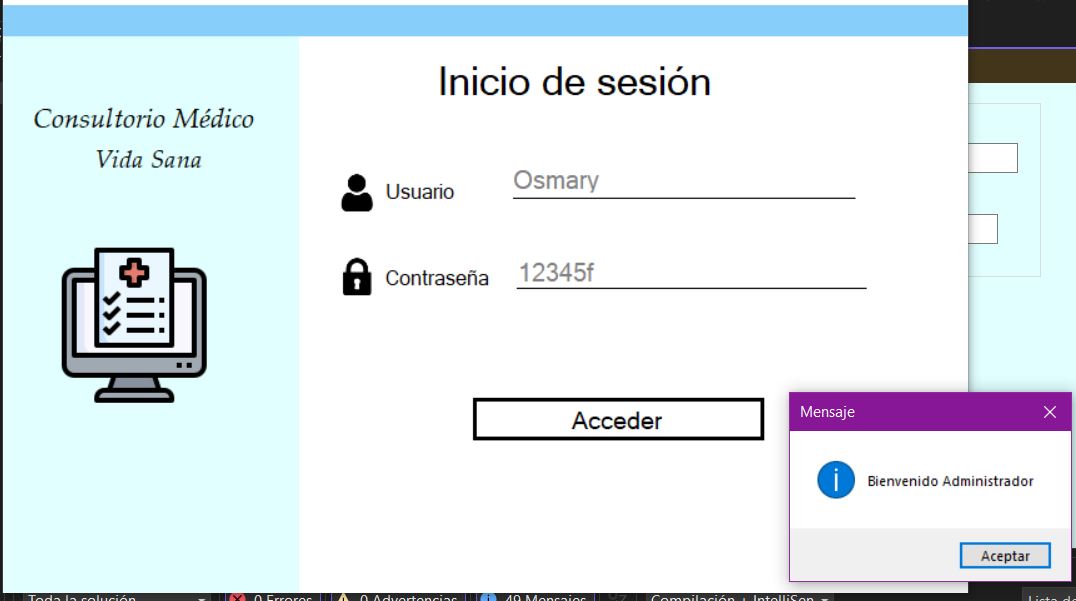 Inicio de sesión
Consultorio Médico
Vida Sana
Usuario
Osmary
Contraseña
12345f
Acceder
Mensaje
Bienvenido Administrador
Aceptar
Toda la solución
0 Errores
0 Advertencias
49 Mensajes
Compilación + IntelliSen
Lista de